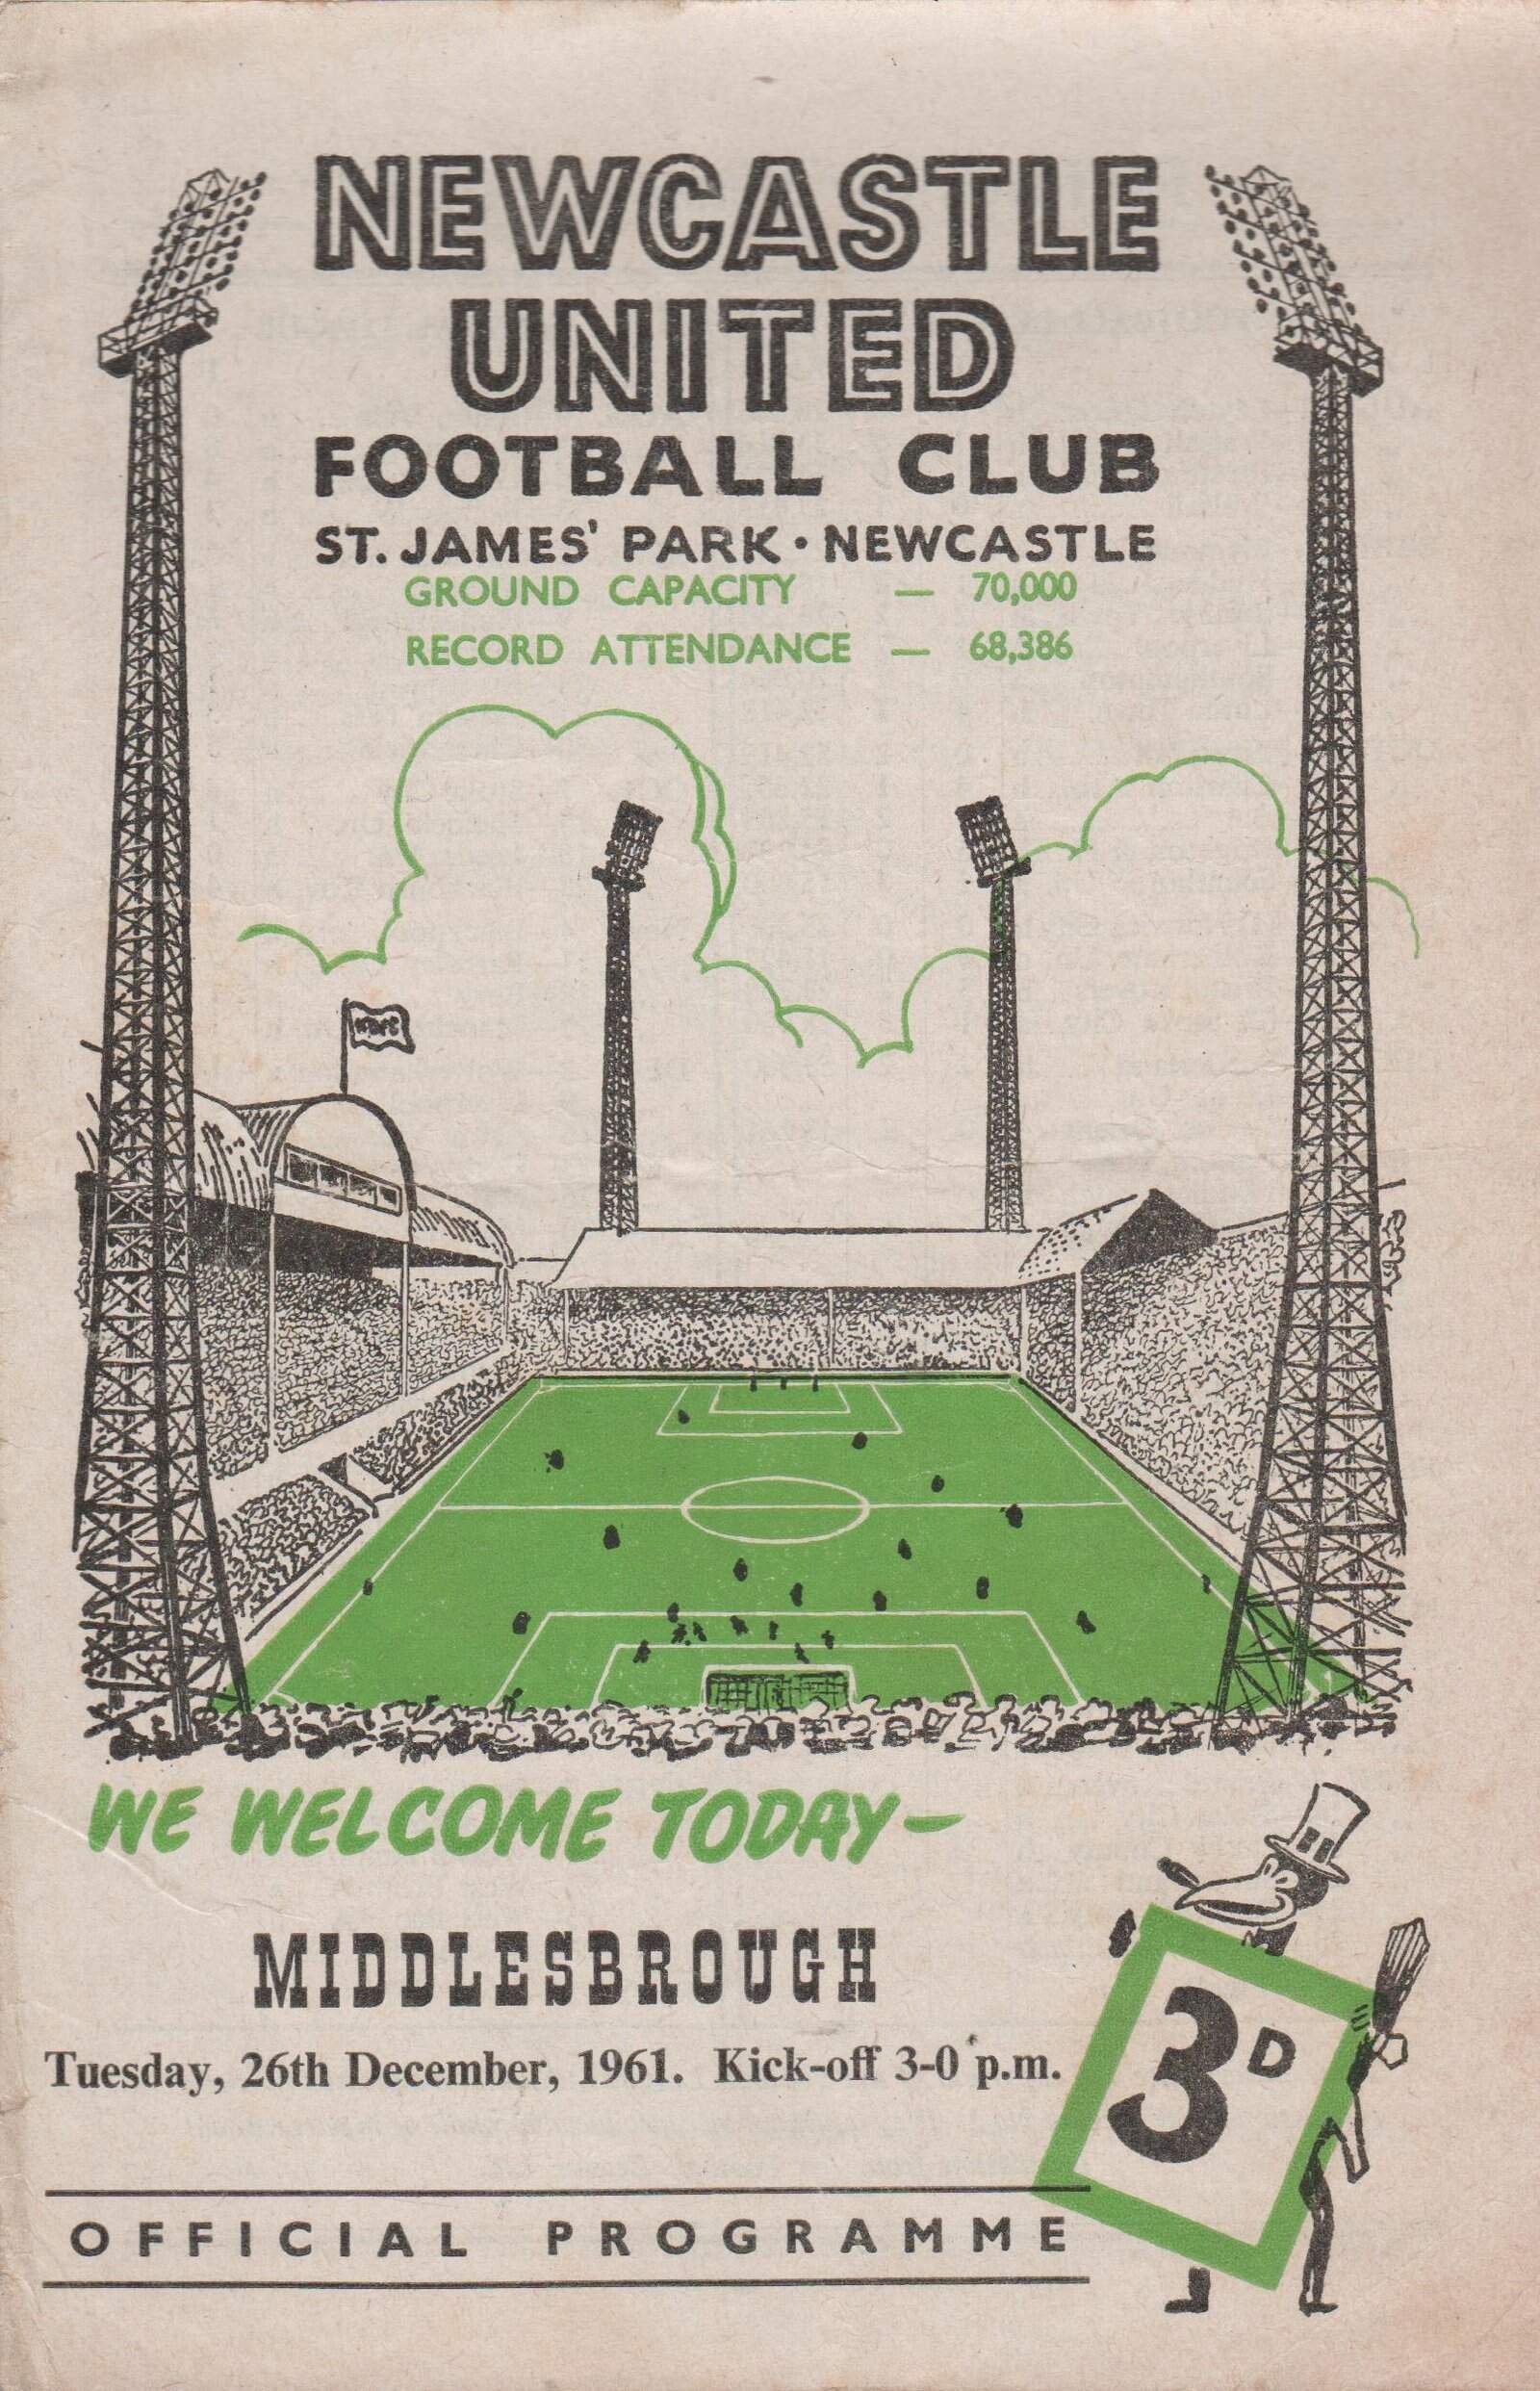 NEWCASTLE
UNITED
FOOTBALL CLUB
ST. JAMES' PARK · NEWCASTLE
GROUND CAPACITY — 70,000
RECORD ATTENDANCE — 68,386
NUFC
WE WELCOME TODAY—
MIDDLESBROUGH
Tuesday, 26th December, 1961. Kick-off 3-0 p.m.
3D
OFFICIAL PROGRAMME